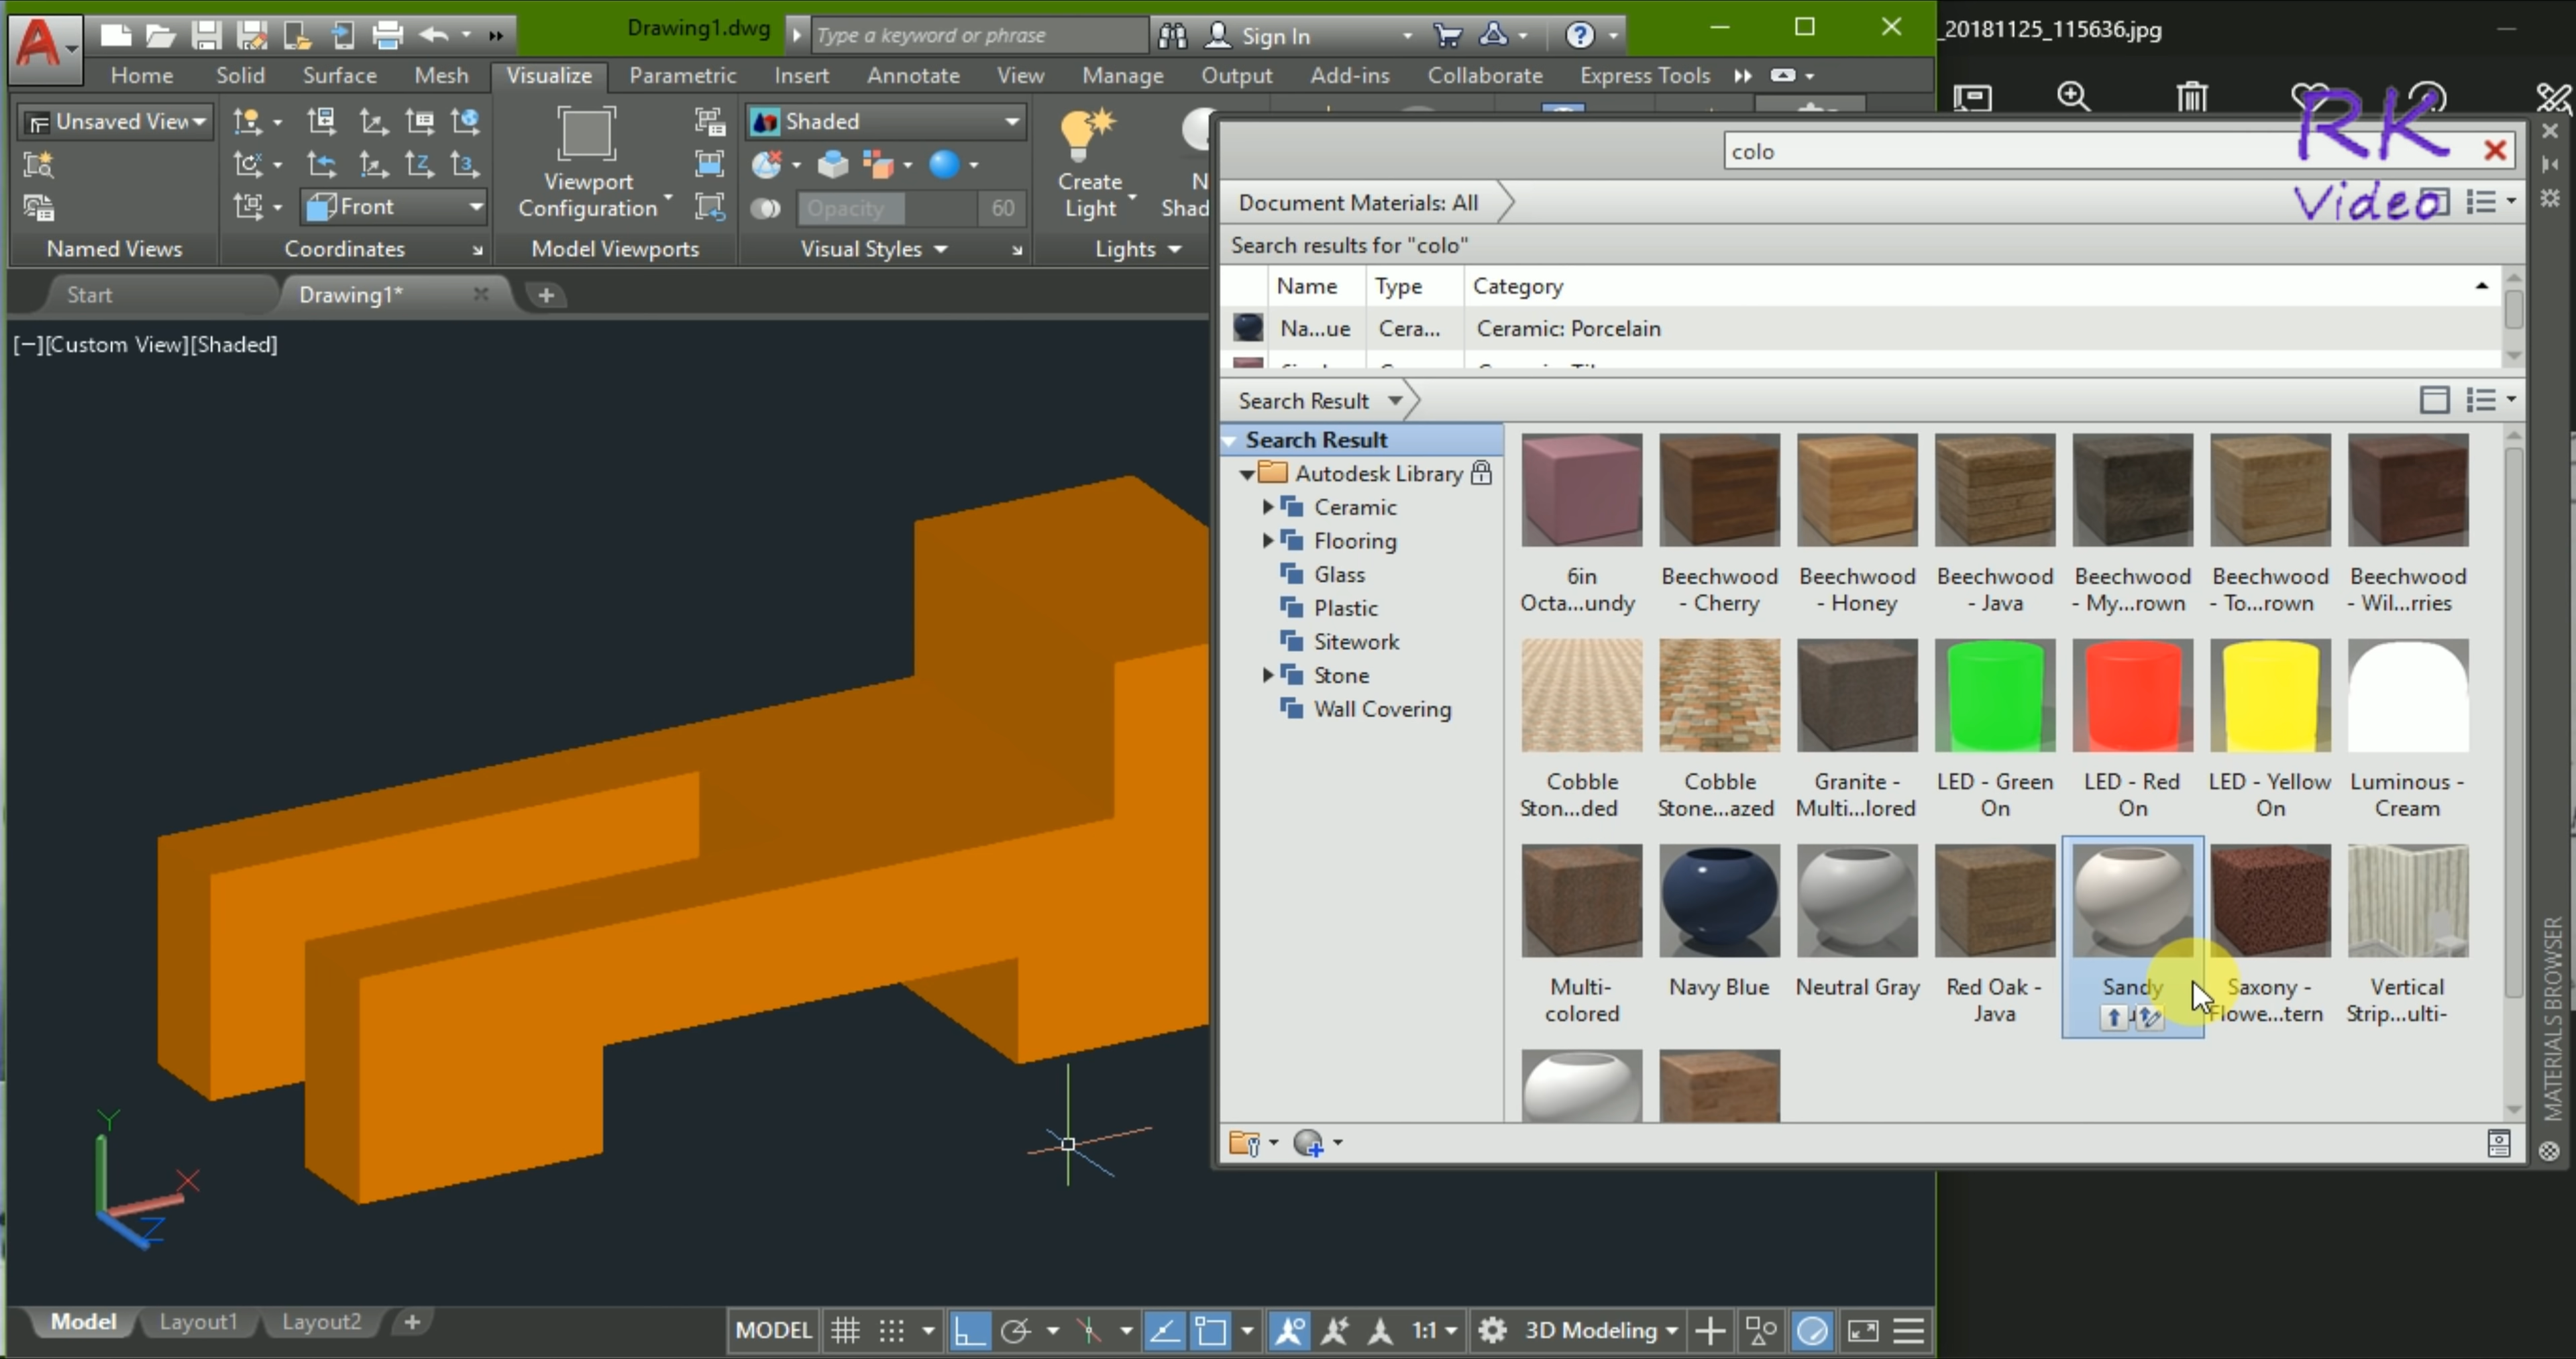 Drawing1.dwg
Type a keyword or phrase
Sign In
_20181125_115636.jpg
Home Solid Surface Mesh Visualize Parametric Insert Annotate View Manage Output Add-ins Collaborate Express Tools
Unsaved View
Shaded
Viewport
Configuration
Front
Opacity 60
Create
Light
N
Shad
Named Views Coordinates Model Viewports Visual Styles Lights
RK
Video
colo
Document Materials: All
Search results for "colo"
Name Type Category
Na...ue Cera... Ceramic: Porcelain
Start Drawing1*
[−][Custom View][Shaded]
Search Result
Search Result
Autodesk Library
Ceramic
Flooring
Glass
Plastic
Sitework
Stone
Wall Covering
6in
Octa...undy
Beechwood
- Cherry
Beechwood
- Honey
Beechwood
- Java
Beechwood
- My...rown
Beechwood
- To...rown
Beechwood
- Wil...rries
Cobble
Ston...ded
Cobble
Stone...azed
Granite -
Multi...lored
LED - Green
On
LED - Red
On
LED - Yellow
On
Luminous -
Cream
Multi-
colored
Navy Blue
Neutral Gray
Red Oak -
Java
Sandy
Saxony -
Flowe...tern
Vertical
Strip...ulti-
MATERIALS BROWSER
Y
X
Z
Model Layout1 Layout2
MODEL 1:1 3D Modeling